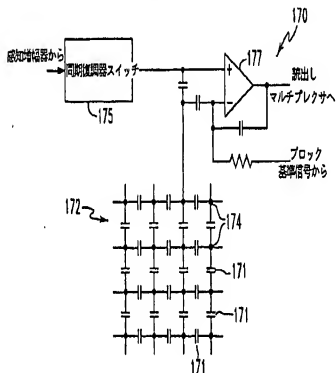 170
感知増幅器から
同期復調器スイッチ
175
177
+
−
読出し
マルチプレクサへ
ブロック
基準信号から
172
174
171
171
171